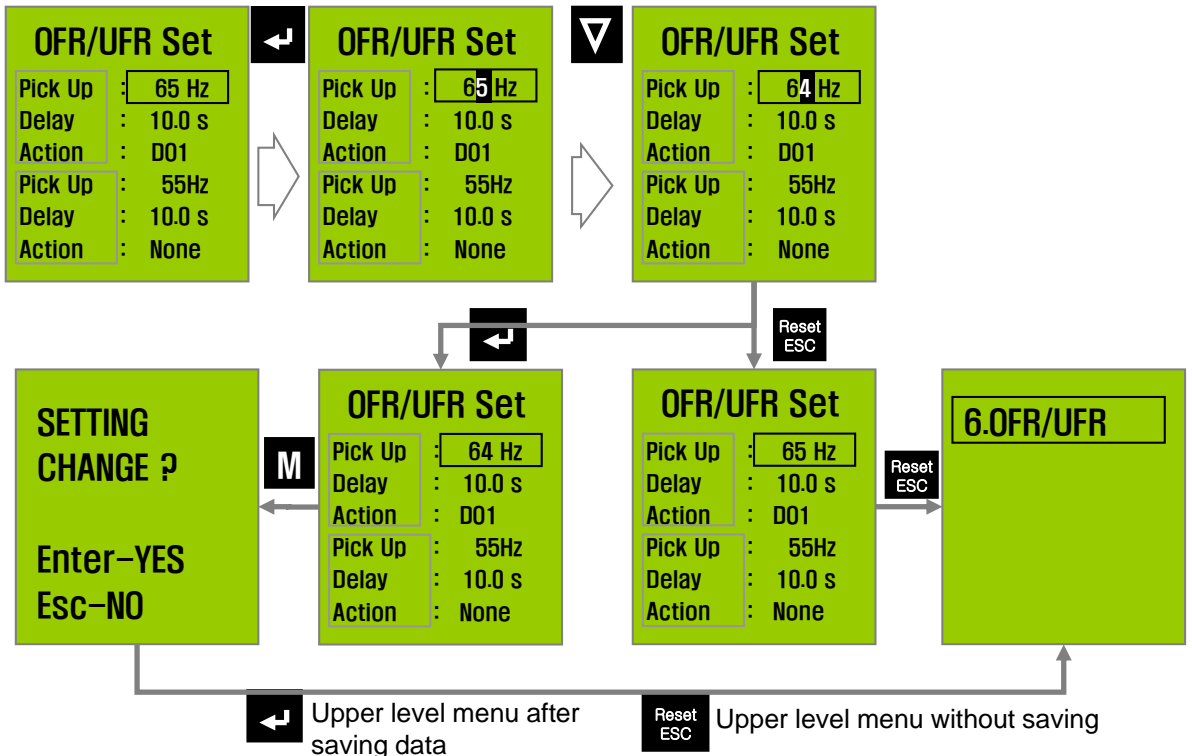 OFR/UFR Set
Pick Up : 65 Hz
Delay : 10.0 s
Action : D01
Pick Up : 55Hz
Delay : 10.0 s
Action : None
OFR/UFR Set
Pick Up : 65 Hz
Delay : 10.0 s
Action : D01
Pick Up : 55Hz
Delay : 10.0 s
Action : None
OFR/UFR Set
Pick Up : 64 Hz
Delay : 10.0 s
Action : D01
Pick Up : 55Hz
Delay : 10.0 s
Action : None
Reset
ESC
SETTING
CHANGE ?
Enter-YES
Esc-NO
M
OFR/UFR Set
Pick Up : 64 Hz
Delay : 10.0 s
Action : D01
Pick Up : 55Hz
Delay : 10.0 s
Action : None
OFR/UFR Set
Pick Up : 65 Hz
Delay : 10.0 s
Action : D01
Pick Up : 55Hz
Delay : 10.0 s
Action : None
Reset
ESC
6.OFR/UFR
Upper level menu after
saving data
Reset
ESC
Upper level menu without saving